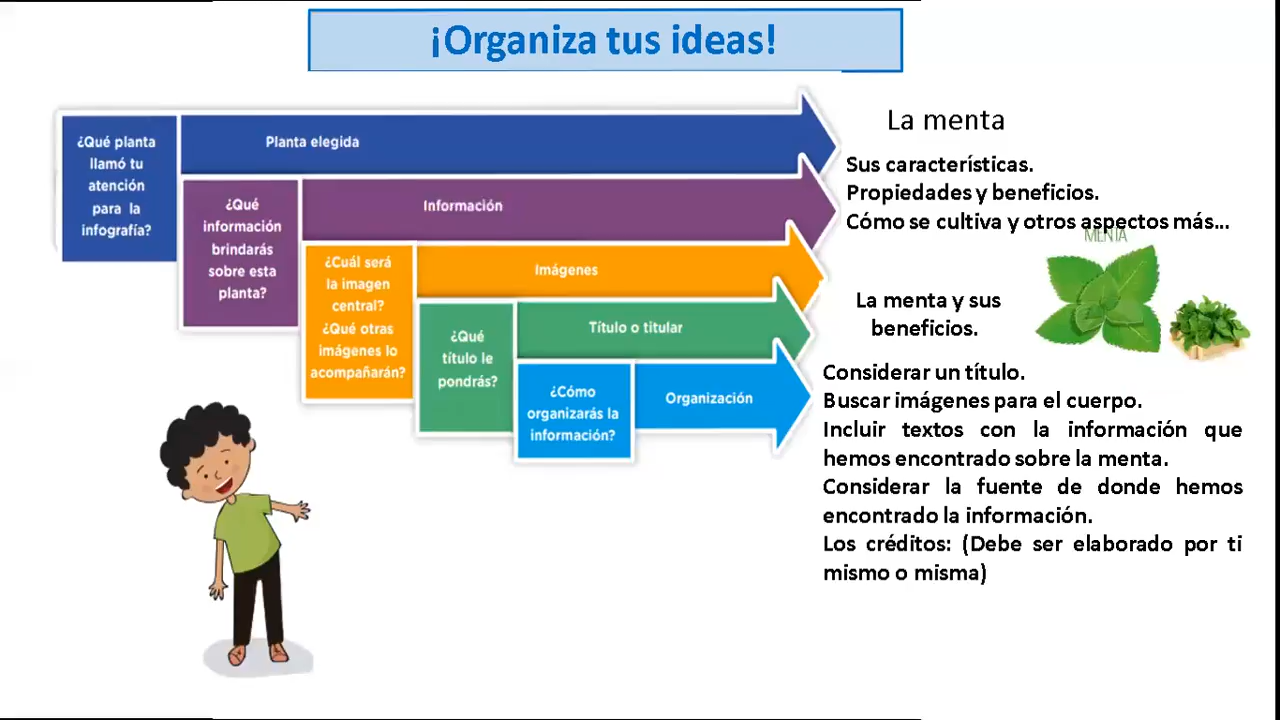 ¡Organiza tus ideas!
¿Qué planta
llamó tu
atención
para la
infografía?
Planta elegida
La menta
¿Qué
información
brindarás
sobre esta
planta?
Información
Sus características.
Propiedades y beneficios.
Cómo se cultiva y otros aspectos más...
¿Cuál será
la imagen
central?
¿Qué otras
imágenes lo
acompañarán?
Imágenes
MENTA
¿Qué
título le
pondrás?
Título o titular
La menta y sus
beneficios.
¿Cómo
organizarás la
información?
Organización
Considerar un título.
Buscar imágenes para el cuerpo.
Incluir textos con la información que
hemos encontrado sobre la menta.
Considerar la fuente de donde hemos
encontrado la información.
Los créditos: (Debe ser elaborado por ti
mismo o misma)